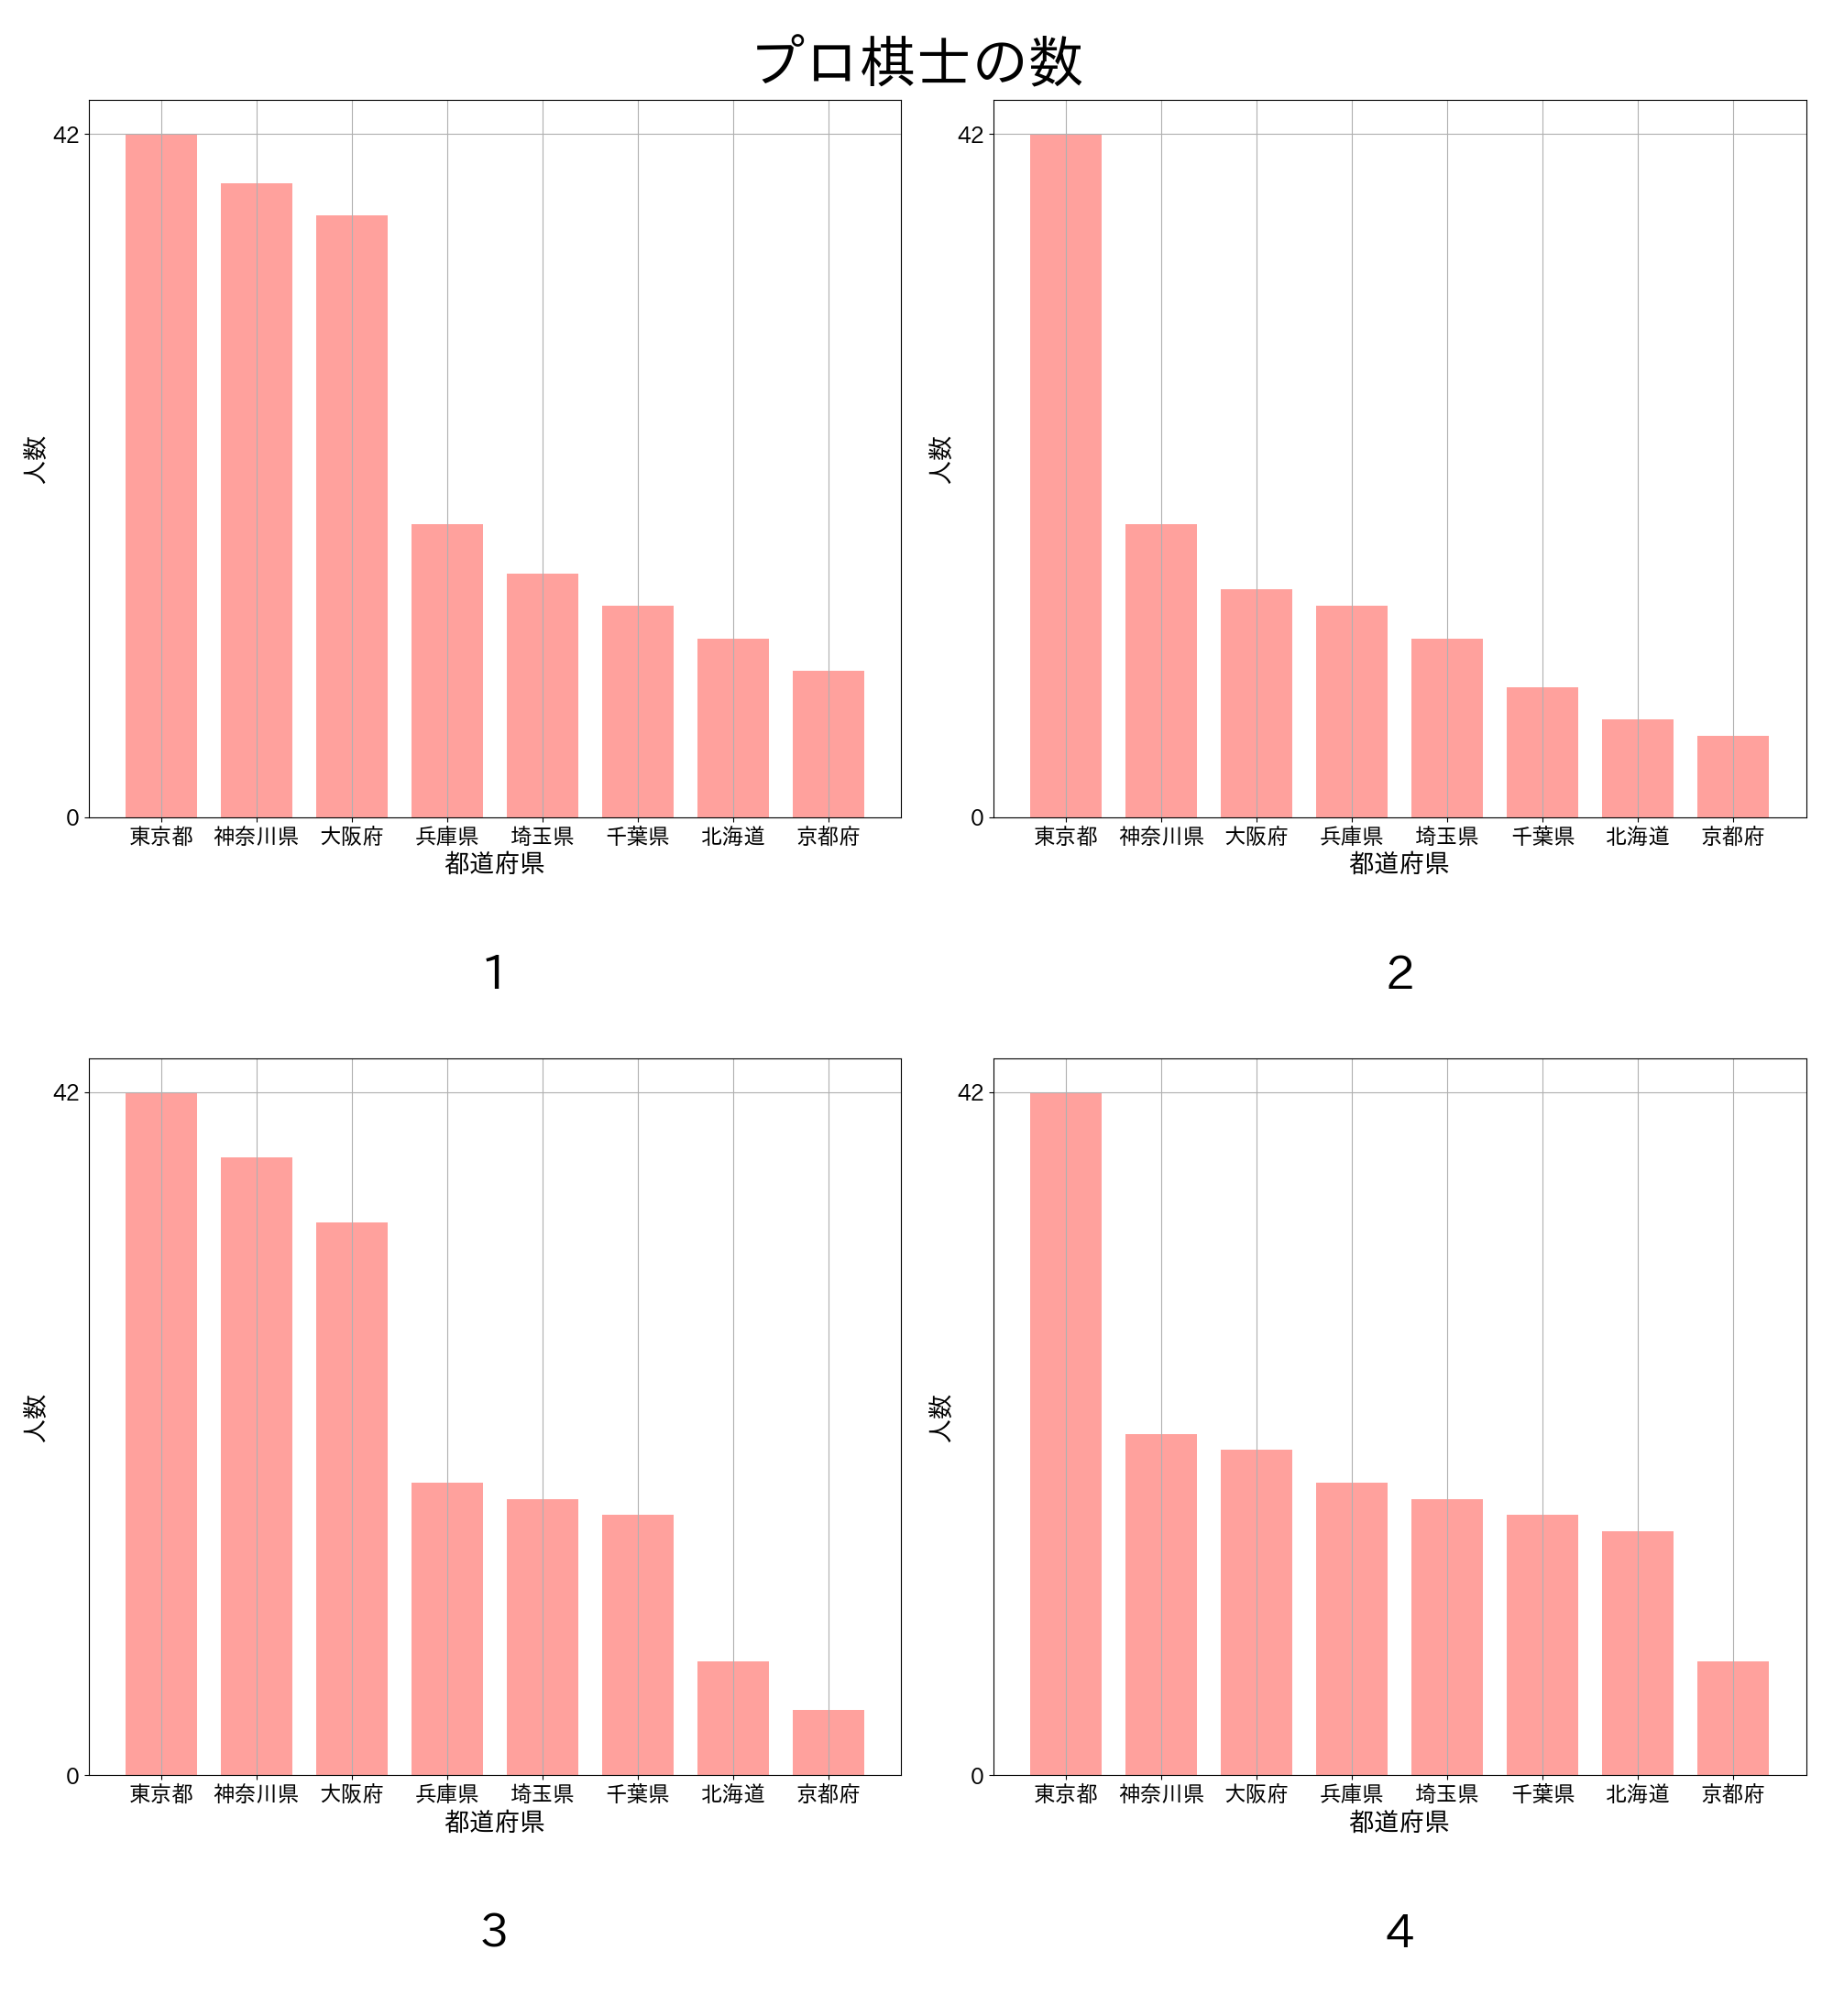 プロ棋士の数
42
人数
0
東京都 神奈川県 大阪府 兵庫県 埼玉県 千葉県 北海道 京都府
都道府県
1
42
人数
0
東京都 神奈川県 大阪府 兵庫県 埼玉県 千葉県 北海道 京都府
都道府県
2
42
人数
0
東京都 神奈川県 大阪府 兵庫県 埼玉県 千葉県 北海道 京都府
都道府県
3
42
人数
0
東京都 神奈川県 大阪府 兵庫県 埼玉県 千葉県 北海道 京都府
都道府県
4